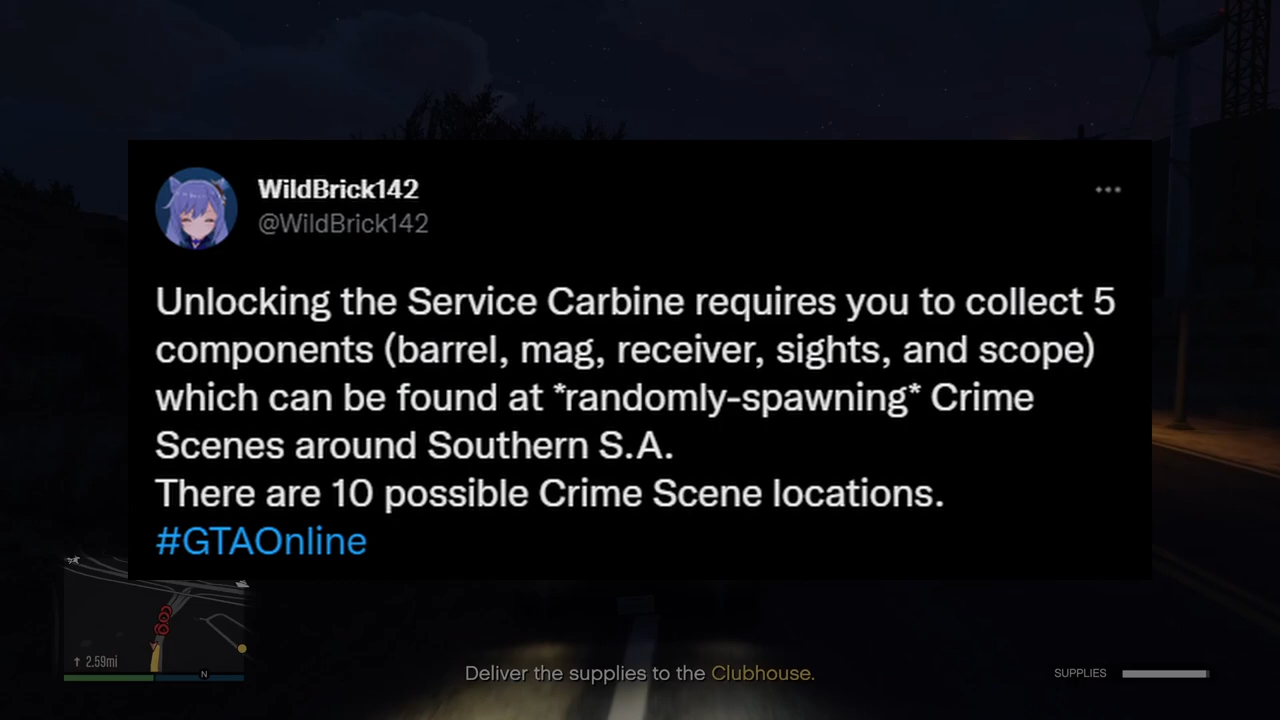 WildBrick142
@WildBrick142
Unlocking the Service Carbine requires you to collect 5
components (barrel, mag, receiver, sights, and scope)
which can be found at *randomly-spawning* Crime
Scenes around Southern S.A.
There are 10 possible Crime Scene locations.
#GTAOnline
2.59mi
N
Deliver the supplies to the Clubhouse.
SUPPLIES